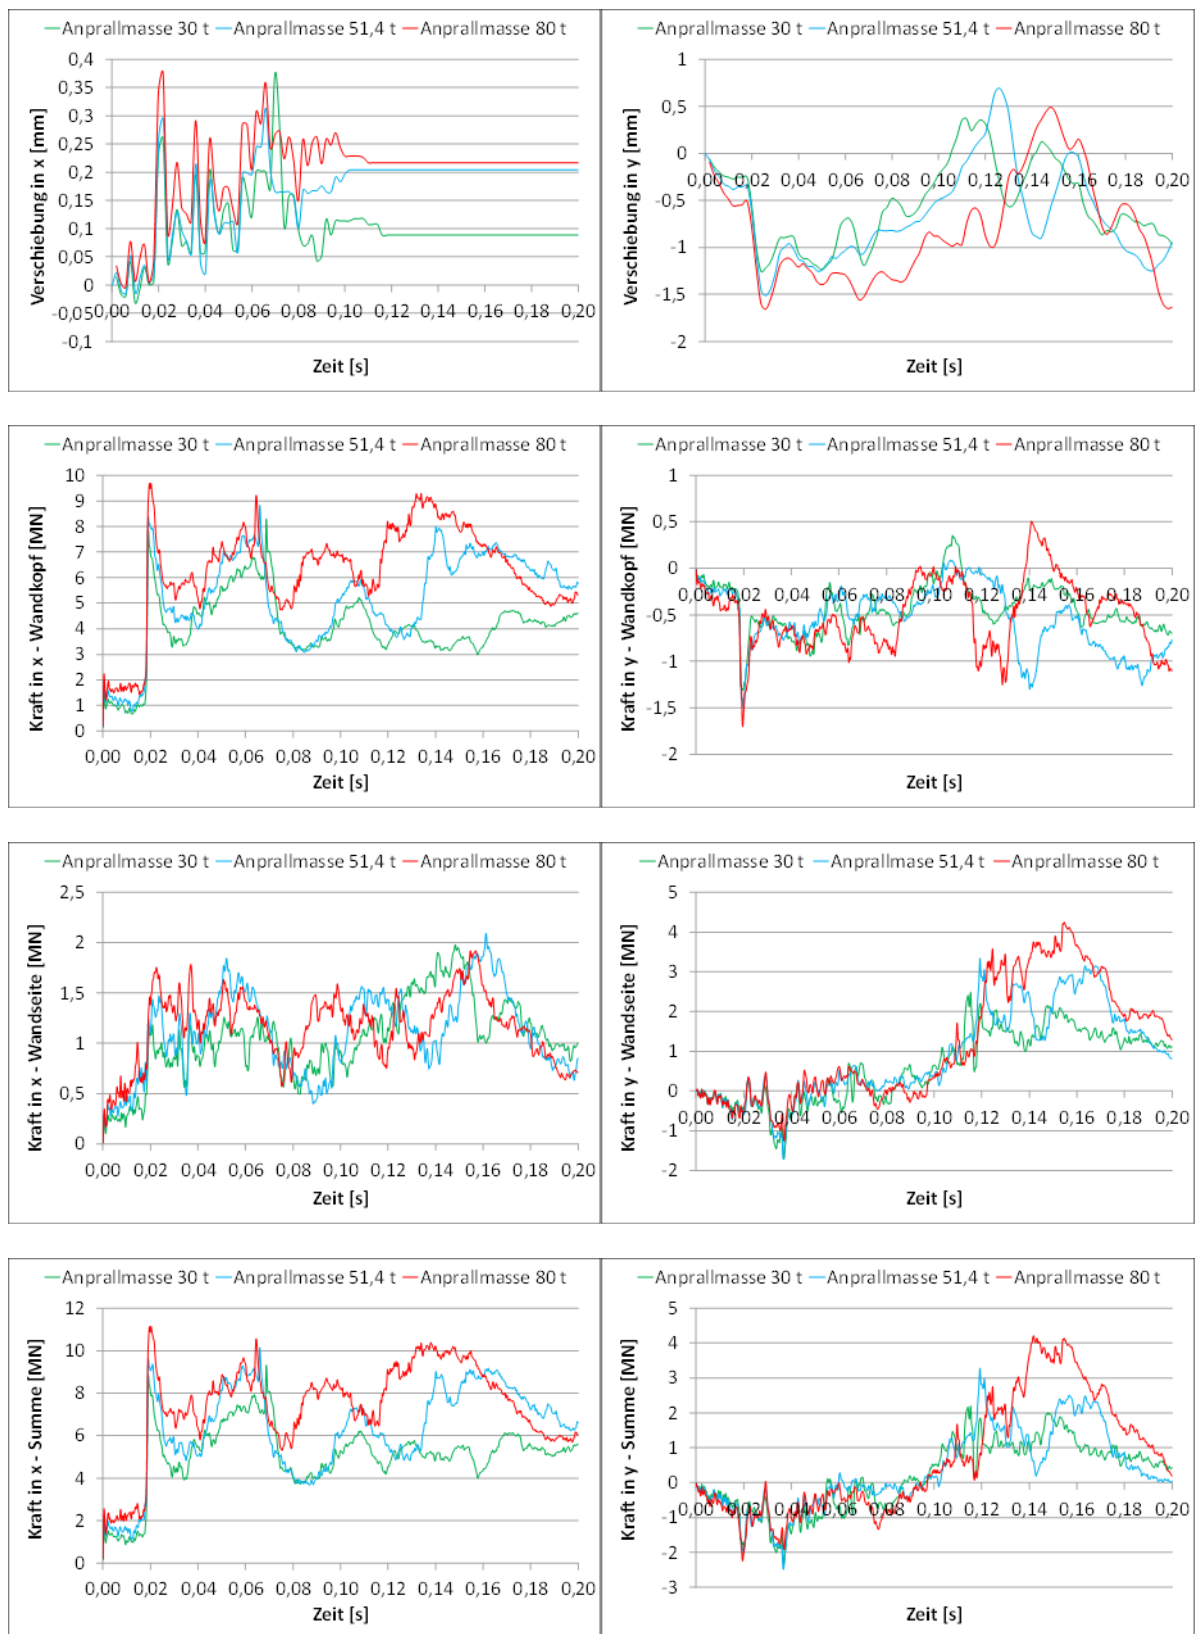 Anprallmasse 30 t Anprallmasse 51,4 t Anprallmasse 80 t
Verschiebung in x [mm]
0,4
0,35
0,3
0,25
0,2
0,15
0,1
0,05
0
-0,05
-0,1
0,00 0,02 0,04 0,06 0,08 0,10 0,12 0,14 0,16 0,18 0,20
Zeit [s]
Anprallmasse 30 t Anprallmasse 51,4 t Anprallmasse 80 t
Verschiebung in y [mm]
1
0,5
0
-0,5
-1
-1,5
-2
0,00 0,02 0,04 0,06 0,08 0,10 0,12 0,14 0,16 0,18 0,20
Zeit [s]
Anprallmasse 30 t Anprallmasse 51,4 t Anprallmasse 80 t
Kraft in x - Wandkopf [MN]
10
9
8
7
6
5
4
3
2
1
0
0,00 0,02 0,04 0,06 0,08 0,10 0,12 0,14 0,16 0,18 0,20
Zeit [s]
Anprallmasse 30 t Anprallmasse 51,4 t Anprallmasse 80 t
Kraft in y - Wandkopf [MN]
1
0,5
0
-0,5
-1
-1,5
-2
0,00 0,02 0,04 0,06 0,08 0,10 0,12 0,14 0,16 0,18 0,20
Zeit [s]
Anprallmasse 30 t Anprallmasse 51,4 t Anprallmasse 80 t
Kraft in x - Wandseite [MN]
2,5
2
1,5
1
0,5
0
0,00 0,02 0,04 0,06 0,08 0,10 0,12 0,14 0,16 0,18 0,20
Zeit [s]
Anprallmasse 30 t Anprallmase 51,4 t Anprallmasse 80 t
Kraft in y - Wandseite [MN]
5
4
3
2
1
0
-1
-2
0,00 0,02 0,04 0,06 0,08 0,10 0,12 0,14 0,16 0,18 0,20
Zeit [s]
Anprallmasse 30 t Anprallmasse 51,4 t Anprallmasse 80 t
Kraft in x - Summe [MN]
12
10
8
6
4
2
0
0,00 0,02 0,04 0,06 0,08 0,10 0,12 0,14 0,16 0,18 0,20
Zeit [s]
Anprallmasse 30 t Anprallmasse 51,4 t Anprallmasse 80 t
Kraft in y - Summe [MN]
5
4
3
2
1
0
-1
-2
-3
0,00 0,02 0,04 0,06 0,08 0,10 0,12 0,14 0,16 0,18 0,20
Zeit [s]